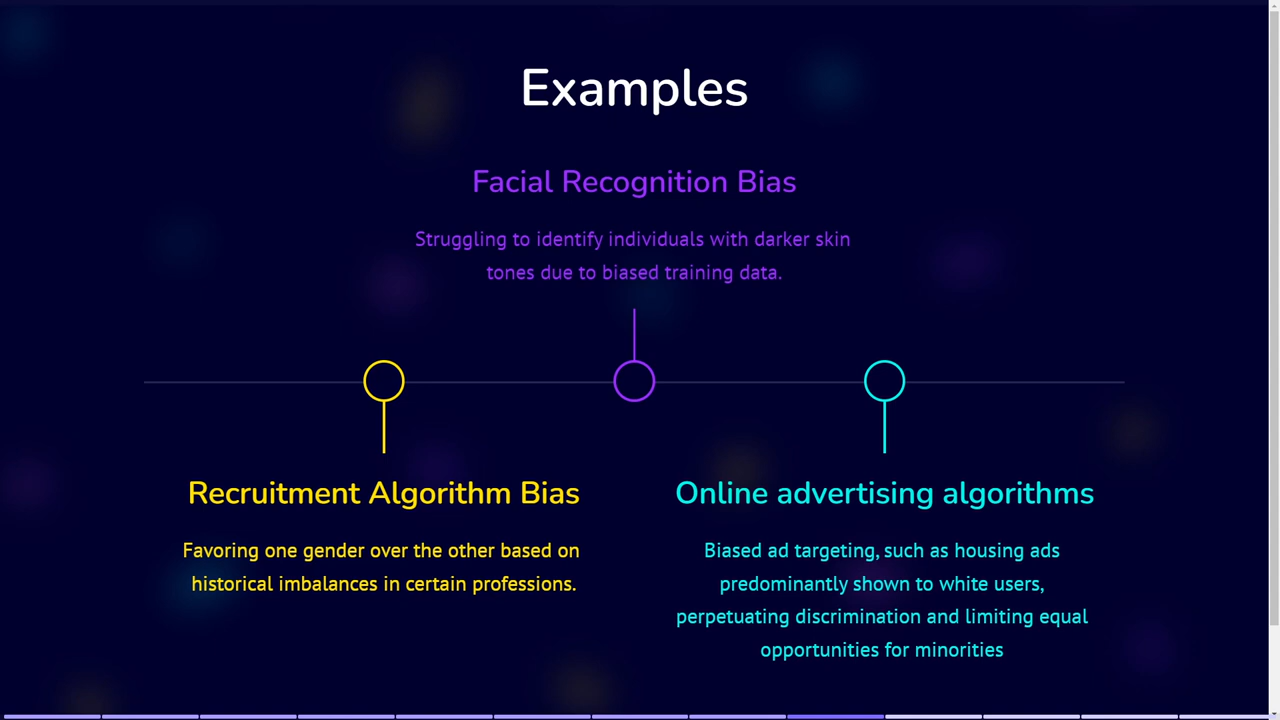 Examples
Facial Recognition Bias
Struggling to identify individuals with darker skin
tones due to biased training data.
Recruitment Algorithm Bias
Favoring one gender over the other based on
historical imbalances in certain professions.
Online advertising algorithms
Biased ad targeting, such as housing ads
predominantly shown to white users,
perpetuating discrimination and limiting equal
opportunities for minorities